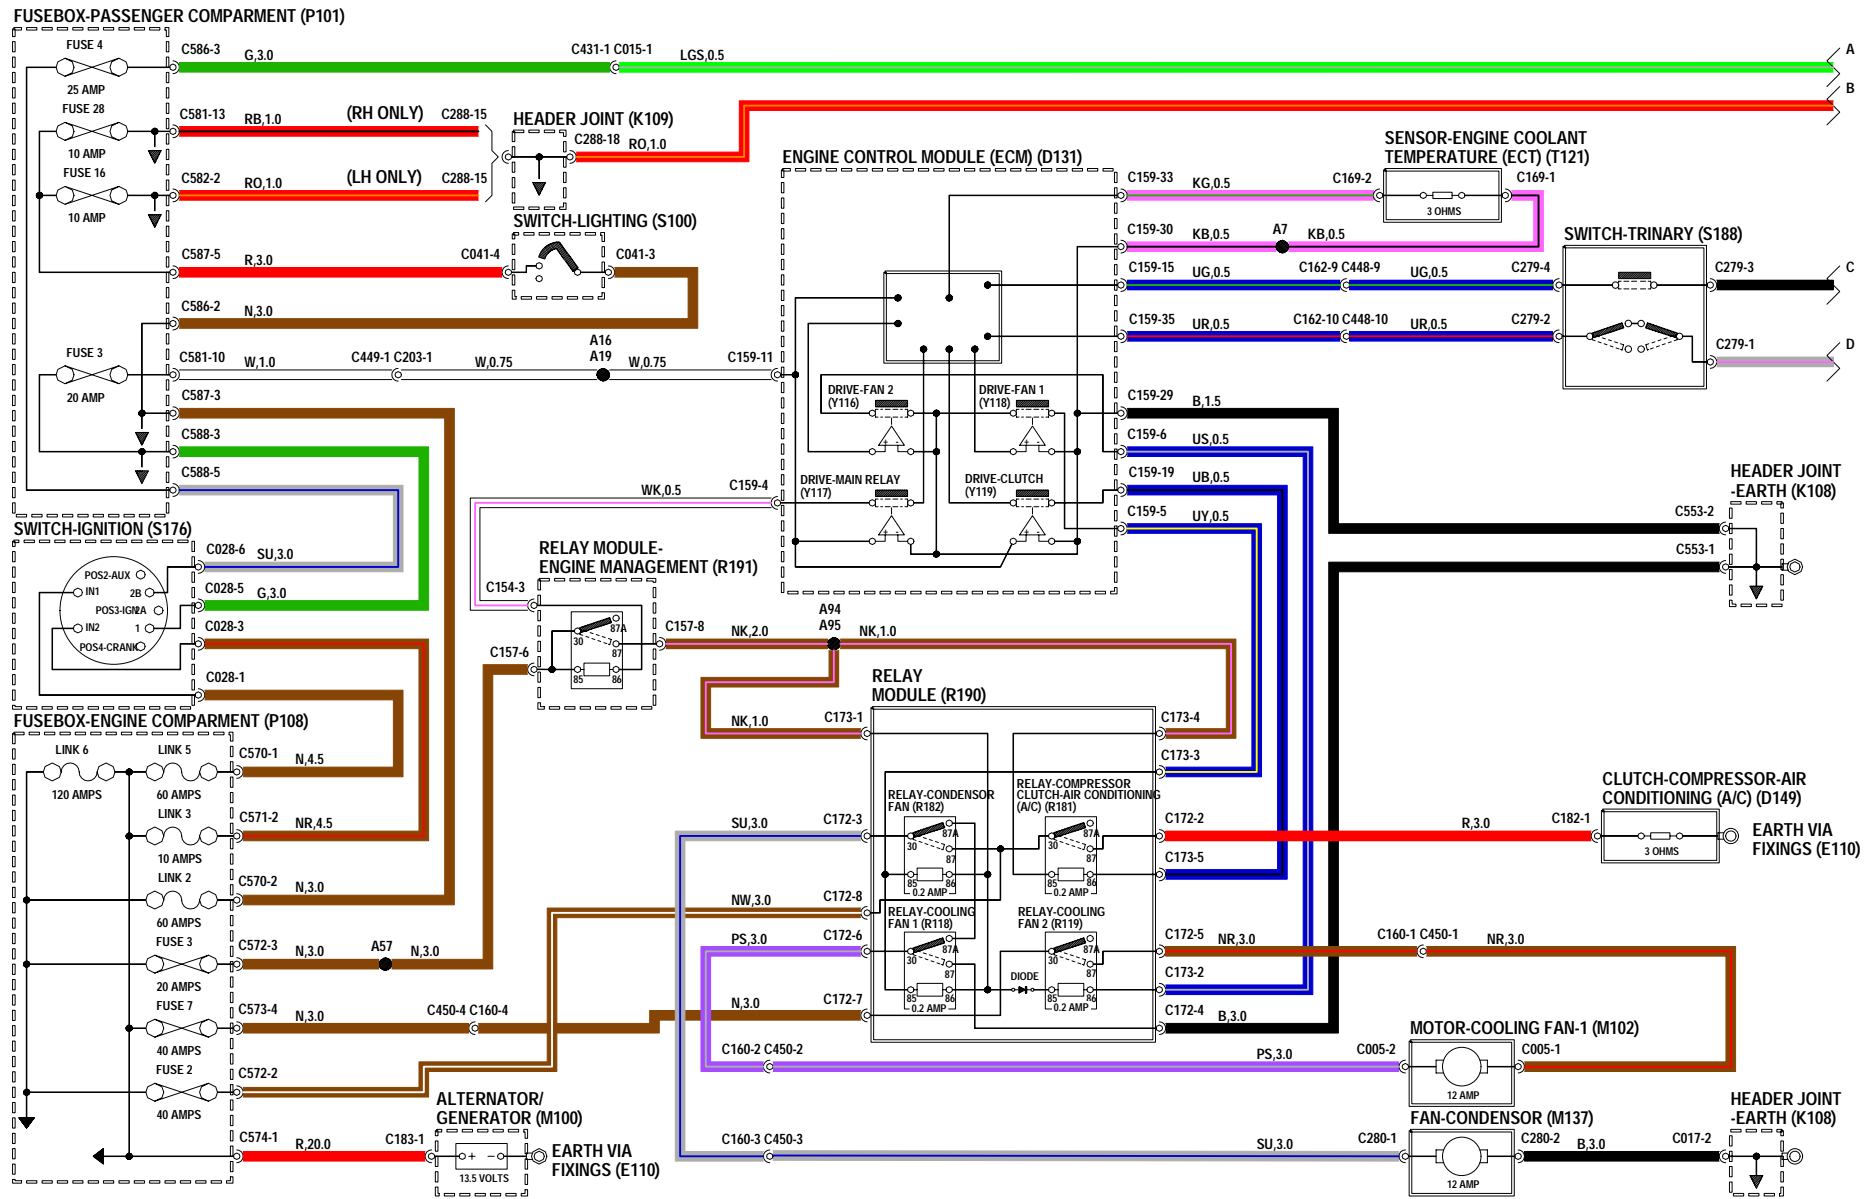 FUSEBOX-PASSENGER COMPARMENT (P101)
FUSE 4
25 AMP
C586-3
G,3.0
C431-1 C015-1
LGS,0.5
A
FUSE 28
10 AMP
C581-13
RB,1.0
(RH ONLY)
C288-15
B
FUSE 16
10 AMP
C582-2
RO,1.0
(LH ONLY)
C288-15
HEADER JOINT (K109)
C288-18
RO,1.0
SWITCH-LIGHTING (S100)
C587-5
R,3.0
C041-4
C041-3
C586-2
N,3.0
FUSE 3
20 AMP
C581-10
W,1.0
C449-1 C203-1
W,0.75
A16
A19
W,0.75
C159-11
C587-3
C588-3
C588-5
ENGINE CONTROL MODULE (ECM) (D131)
DRIVE-FAN 2
(Y116)
DRIVE-FAN 1
(Y118)
DRIVE-MAIN RELAY
(Y117)
DRIVE-CLUTCH
(Y119)
WK,0.5
C159-4
C159-33
KG,0.5
C169-2
SENSOR-ENGINE COOLANT
TEMPERATURE (ECT) (T121)
3 OHMS
C169-1
C159-30
KB,0.5
A7
KB,0.5
C159-15
UG,0.5
C162-9 C448-9
UG,0.5
C279-4
SWITCH-TRINARY (S188)
C279-3
C
C159-35
UR,0.5
C162-10 C448-10
UR,0.5
C279-2
C279-1
D
C159-29
B,1.5
C159-6
US,0.5
C159-19
UB,0.5
C159-5
UY,0.5
HEADER JOINT
-EARTH (K108)
C553-2
C553-1
SWITCH-IGNITION (S176)
POS2-AUX
IN1
2B
POS3-IGN
2A
IN2
1
POS4-CRANK
C028-6
SU,3.0
C028-5
G,3.0
C028-3
C028-1
RELAY MODULE-
ENGINE MANAGEMENT (R191)
C154-3
C157-6
30
87A
87
85
86
C157-8
NK,2.0
A94
A95
NK,1.0
NK,1.0
FUSEBOX-ENGINE COMPARMENT (P108)
LINK 6
120 AMPS
LINK 5
60 AMPS
C570-1
N,4.5
LINK 3
10 AMPS
C571-2
NR,4.5
LINK 2
60 AMPS
C570-2
N,3.0
FUSE 3
20 AMPS
C572-3
N,3.0
A57
N,3.0
FUSE 7
40 AMPS
C573-4
N,3.0
C450-4 C160-4
N,3.0
FUSE 2
40 AMPS
C572-2
C574-1
R,20.0
C183-1
ALTERNATOR/
GENERATOR (M100)
+ -
13.5 VOLTS
EARTH VIA
FIXINGS (E110)
RELAY
MODULE (R190)
C173-1
C173-4
C173-3
RELAY-CONDENSOR
FAN (R182)
30
87A
87
85
86
0.2 AMP
RELAY-COMPRESSOR
CLUTCH-AIR CONDITIONING
(A/C) (R181)
30
87A
87
85
86
0.2 AMP
RELAY-COOLING
FAN 1 (R118)
30
87A
87
85
86
0.2 AMP
RELAY-COOLING
FAN 2 (R119)
30
87A
87
85
86
0.2 AMP
DIODE
SU,3.0
C172-3
NW,3.0
C172-8
PS,3.0
C172-6
C172-7
C172-2
R,3.0
C182-1
CLUTCH-COMPRESSOR-AIR
CONDITIONING (A/C) (D149)
3 OHMS
EARTH VIA
FIXINGS (E110)
C173-5
C172-5
NR,3.0
C160-1 C450-1
NR,3.0
C173-2
C172-4
B,3.0
MOTOR-COOLING FAN-1 (M102)
C160-2 C450-2
PS,3.0
C005-2
C005-1
12 AMP
FAN-CONDENSOR (M137)
C160-3 C450-3
SU,3.0
C280-1
12 AMP
C280-2
B,3.0
C017-2
HEADER JOINT
-EARTH (K108)